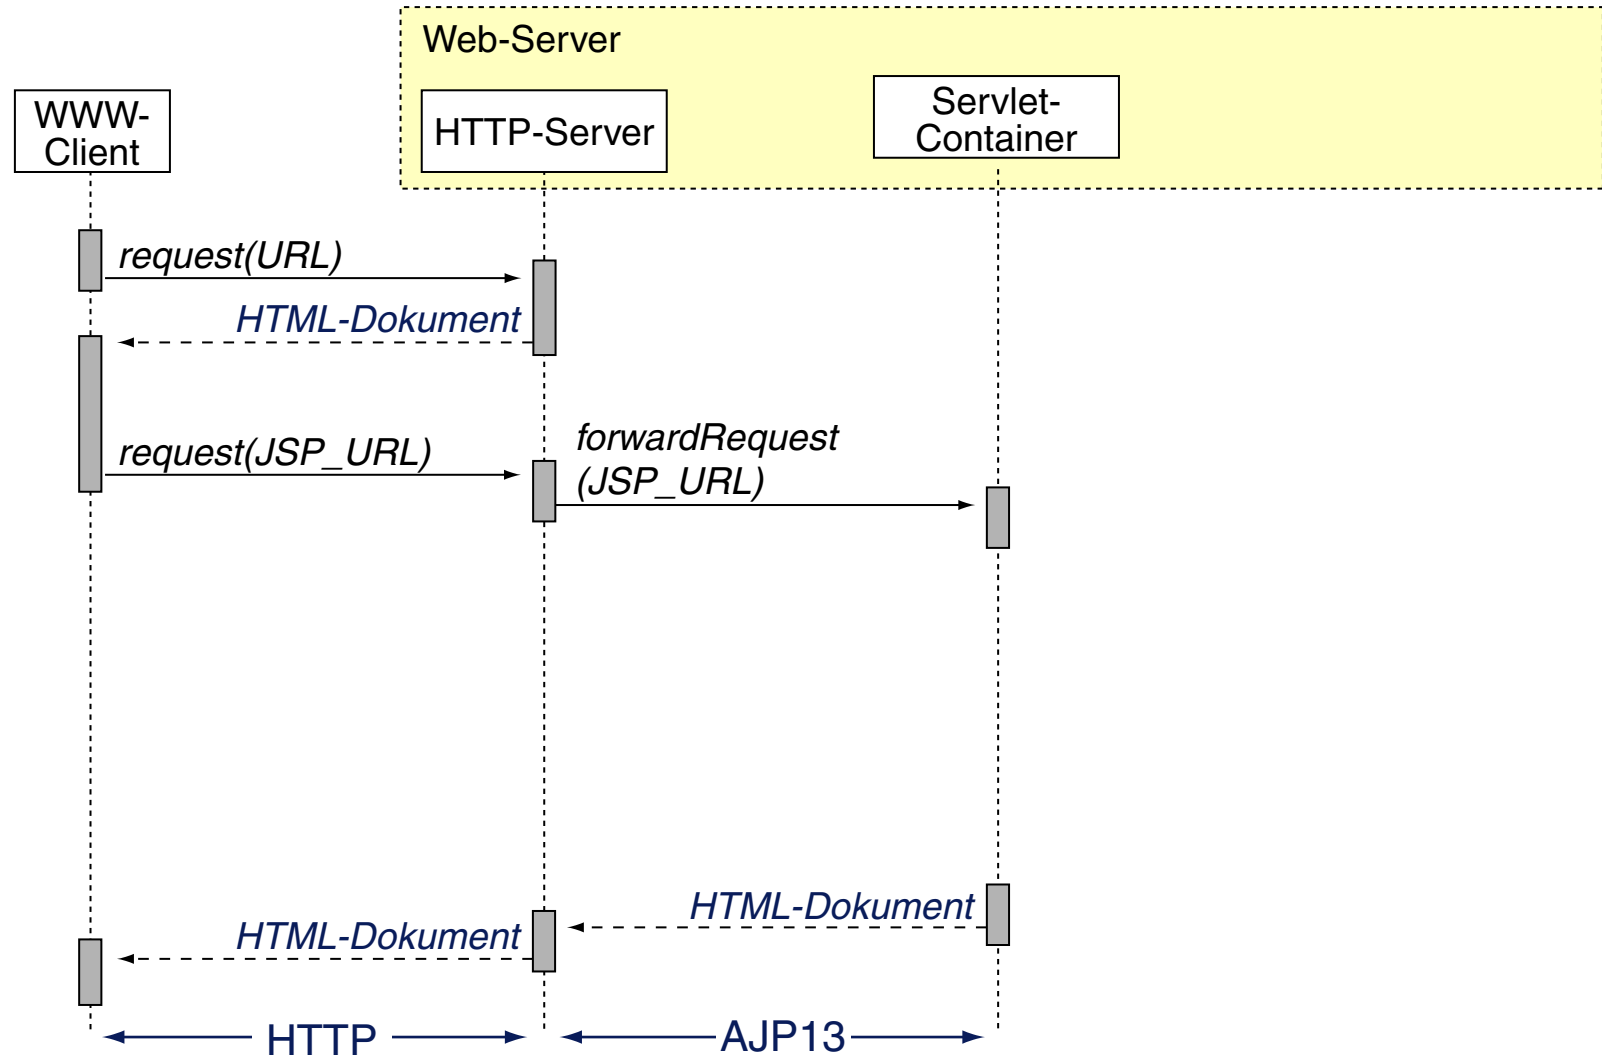 Web-Server
WWW-
Client
HTTP-Server
Servlet-
Container
request(URL)
HTML-Dokument
request(JSP_URL)
forwardRequest
(JSP_URL)
HTML-Dokument
HTML-Dokument
HTTP
AJP13